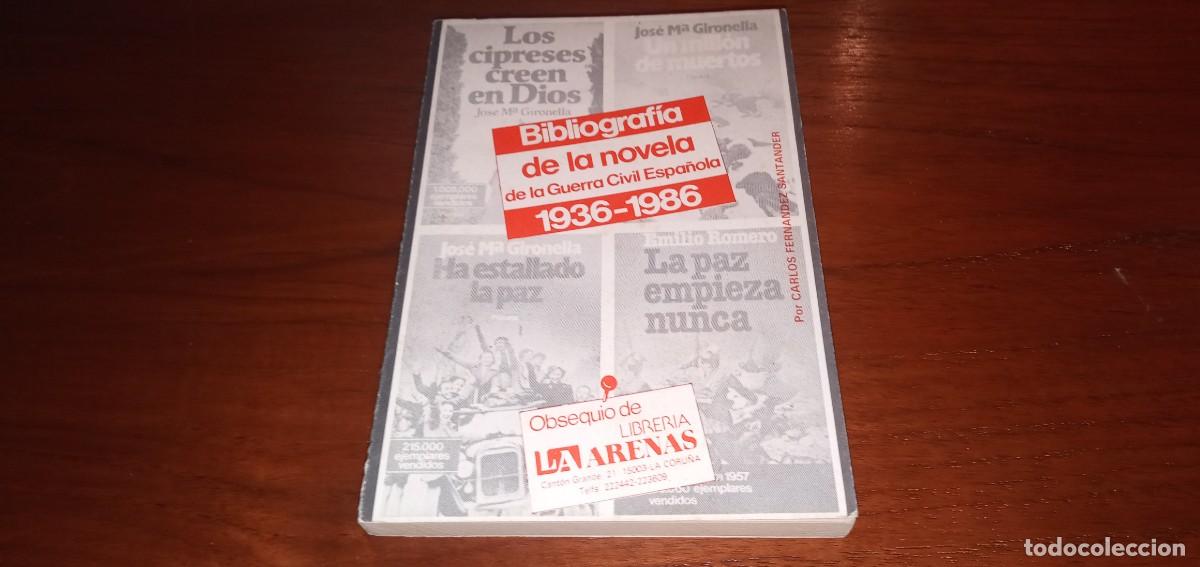 Los
cipreses
creen
en Dios
José Mª Gironella
José Mª Gironella
Un millón
de muertos
Bibliografía
de la novela
de la Guerra Civil Española
1936-1986
Por CARLOS FERNANDEZ SANTANDER
José Mª Gironella
Ha estallado
la paz
Emilio Romero
La paz
empieza
nunca
215.000
ejemplares
vendidos
Obsequio de
LIBRERIA
LA ARENAS
Cantón Grande, 21 15003-LA CORUÑA
Telfs. 222442-223609
1957
ejemplares
vendidos
todocoleccion